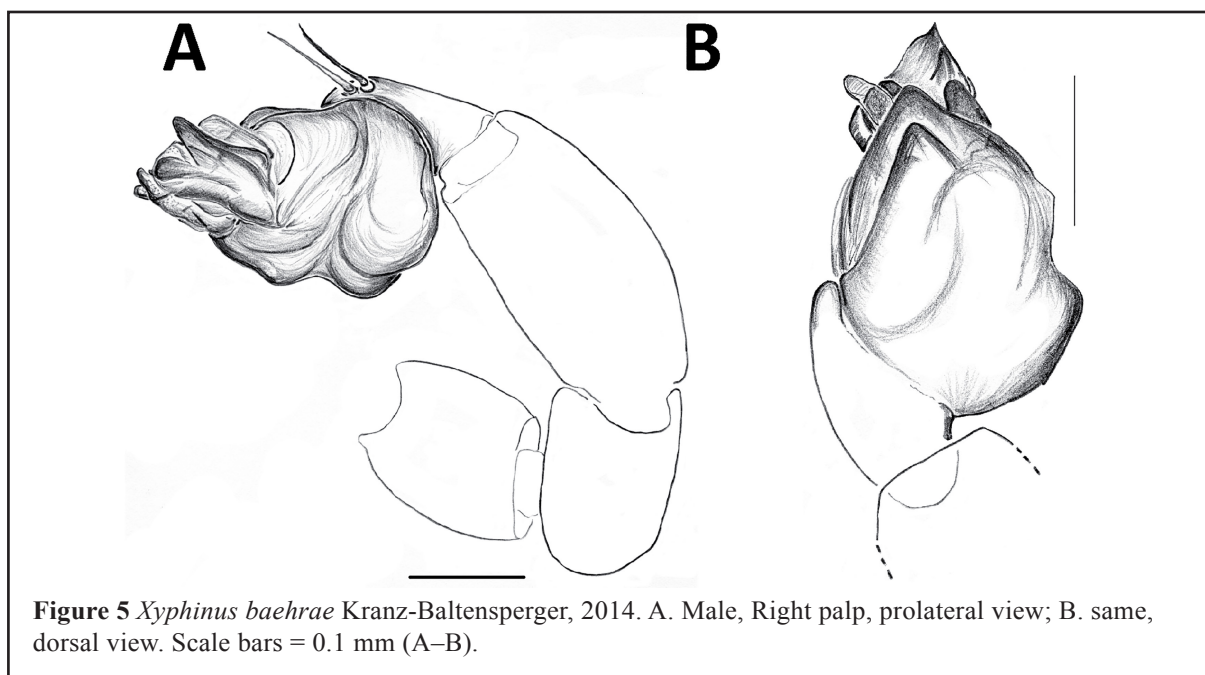 A
B
Figure 5 Xyphinus baehrae Kranz-Baltensperger, 2014. A. Male, Right palp, prolateral view; B. same,
dorsal view. Scale bars = 0.1 mm (A–B).